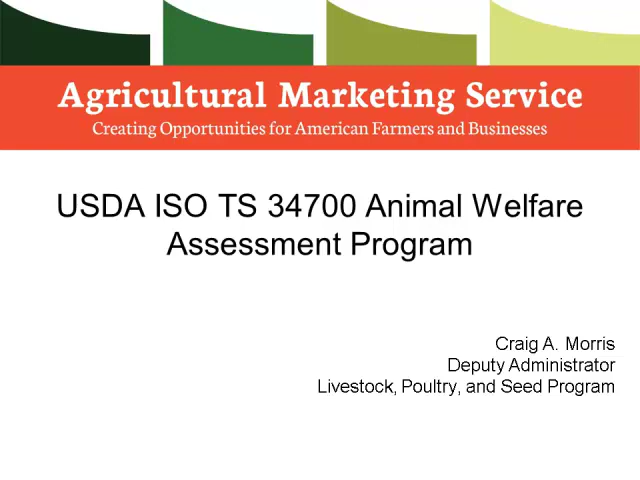 Agricultural Marketing Service
Creating Opportunities for American Farmers and Businesses
USDA ISO TS 34700 Animal Welfare
Assessment Program
Craig A. Morris
Deputy Administrator
Livestock, Poultry, and Seed Program